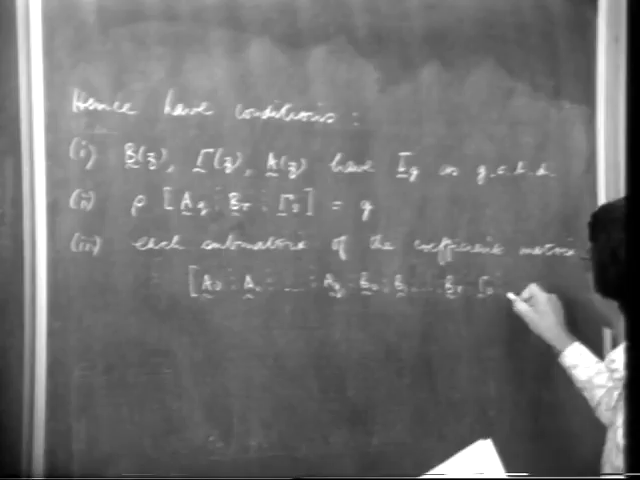 Hence have conditions :
(i) B(z), Γ(z), A(z) have I_g as g.c.l.d.
(ii) ρ [A_q ⋮ B_r ⋮ Γ_s] = g
(iii) each submatrix of the coefficient matrix
[A_0 ⋮ A_1 ⋮ ... ⋮ A_q ⋮ B_0 ⋮ B_1 ... B_r ⋮ Γ_0